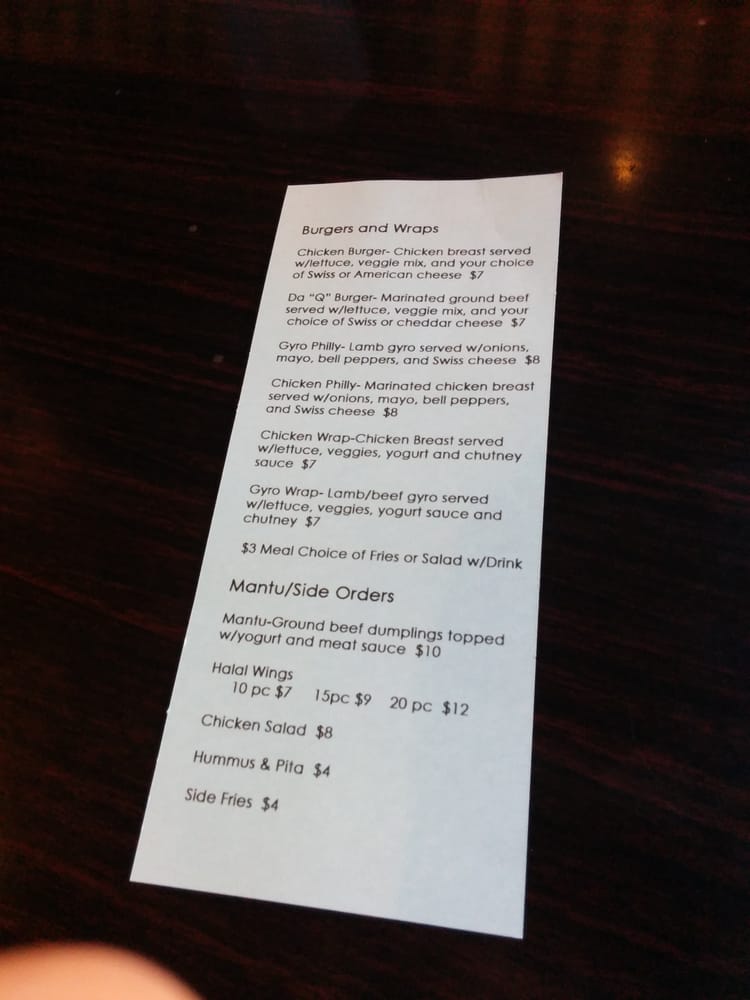 Burgers and Wraps
Chicken Burger- Chicken breast served
w/lettuce, veggie mix, and your choice
of Swiss or American cheese $7
Da "Q" Burger- Marinated ground beef
served w/lettuce, veggie mix, and your
choice of Swiss or cheddar cheese $7
Gyro Philly- Lamb gyro served w/onions,
mayo, bell peppers, and Swiss cheese $8
Chicken Philly- Marinated chicken breast
served w/onions, mayo, bell peppers,
and Swiss cheese $8
Chicken Wrap-Chicken Breast served
w/lettuce, veggies, yogurt and chutney
sauce $7
Gyro Wrap- Lamb/beef gyro served
w/lettuce, veggies, yogurt sauce and
chutney $7
$3 Meal Choice of Fries or Salad w/Drink
Mantu/Side Orders
Mantu-Ground beef dumplings topped
w/yogurt and meat sauce $10
Halal Wings
10 pc $7 15pc $9 20 pc $12
Chicken Salad $8
Hummus & Pita $4
Side Fries $4